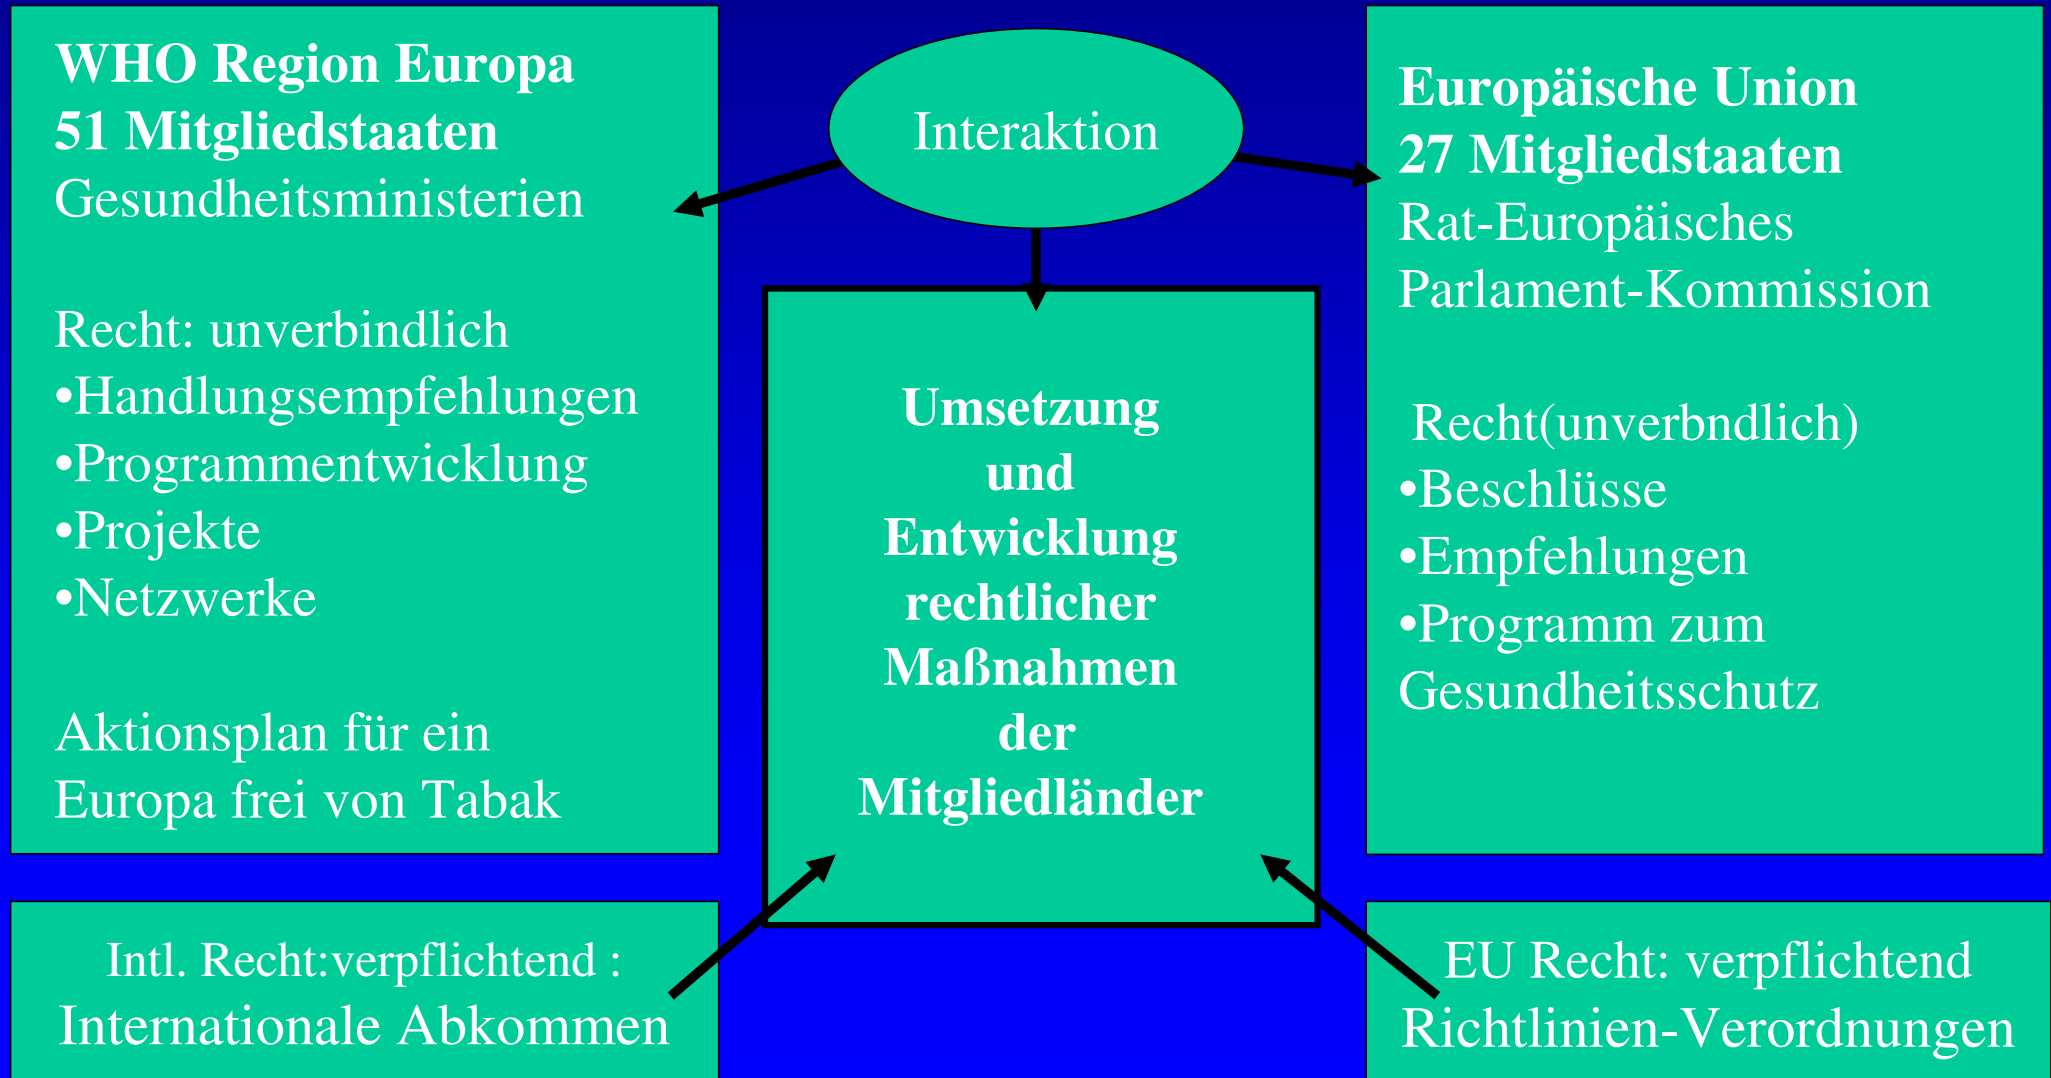 WHO Region Europa
51 Mitgliedstaaten
Gesundheitsministerien
Recht: unverbindlich
•Handlungsempfehlungen
•Programmentwicklung
•Projekte
•Netzwerke
Aktionsplan für ein
Europa frei von Tabak
Interaktion
Umsetzung
und
Entwicklung
rechtlicher
Maßnahmen
der
Mitgliedländer
Europäische Union
27 Mitgliedstaaten
Rat-Europäisches
Parlament-Kommission
Recht(unverbndlich)
•Beschlüsse
•Empfehlungen
•Programm zum
Gesundheitsschutz
Intl. Recht:verpflichtend :
Internationale Abkommen
EU Recht: verpflichtend
Richtlinien-Verordnungen